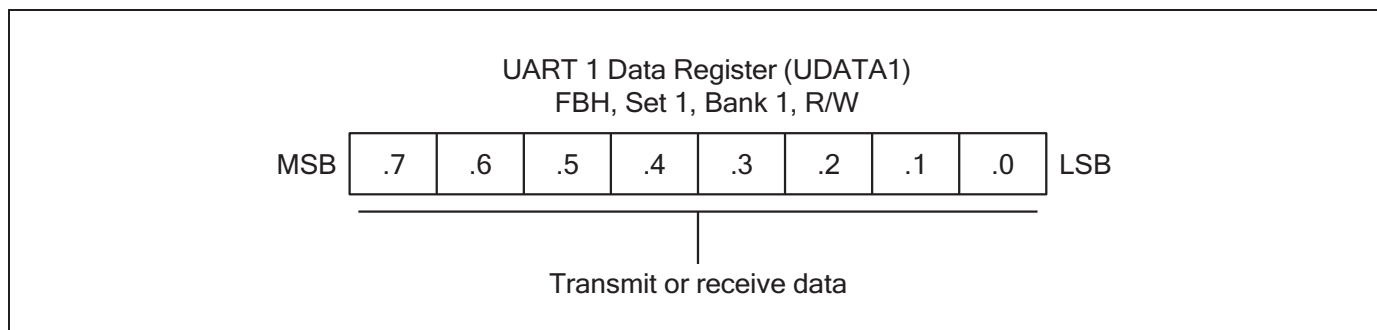 UART 1 Data Register (UDATA1)
FBH, Set 1, Bank 1, R/W
MSB .7 .6 .5 .4 .3 .2 .1 .0 LSB
Transmit or receive data